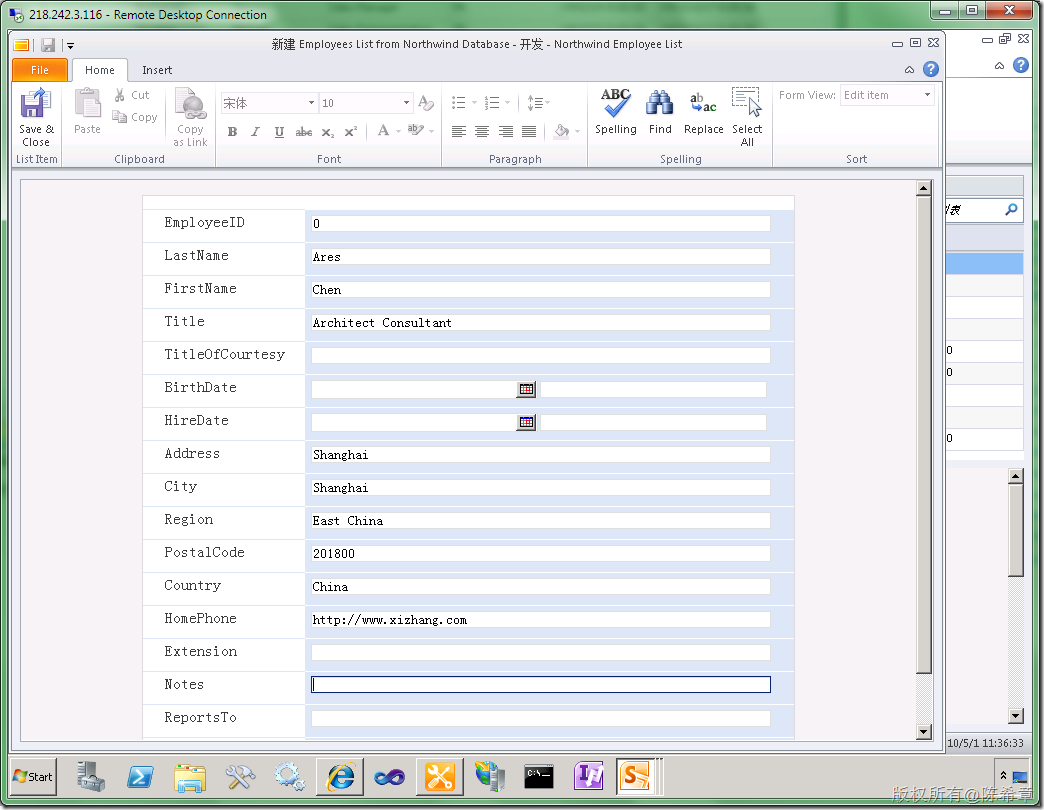 218.242.3.116 - Remote Desktop Connection
新建 Employees List from Northwind Database - 开发 - Northwind Employee List
File Home Insert
Save & Close
List Item
Paste
Cut
Copy
Copy as Link
Clipboard
宋体 10
B I U abc x₂ x²
A ab
Font
Paragraph
ABC
Spelling
Find
ab ac
Replace
Select All
Spelling
Form View: Edit item
Sort
EmployeeID 0
LastName Ares
FirstName Chen
Title Architect Consultant
TitleOfCourtesy
BirthDate
HireDate
Address Shanghai
City Shanghai
Region East China
PostalCode 201800
Country China
HomePhone http://www.xizhang.com
Extension
Notes
ReportsTo
表
0
0
0
10/5/1 11:36:33
Start
C:\
版权所有@陈希章